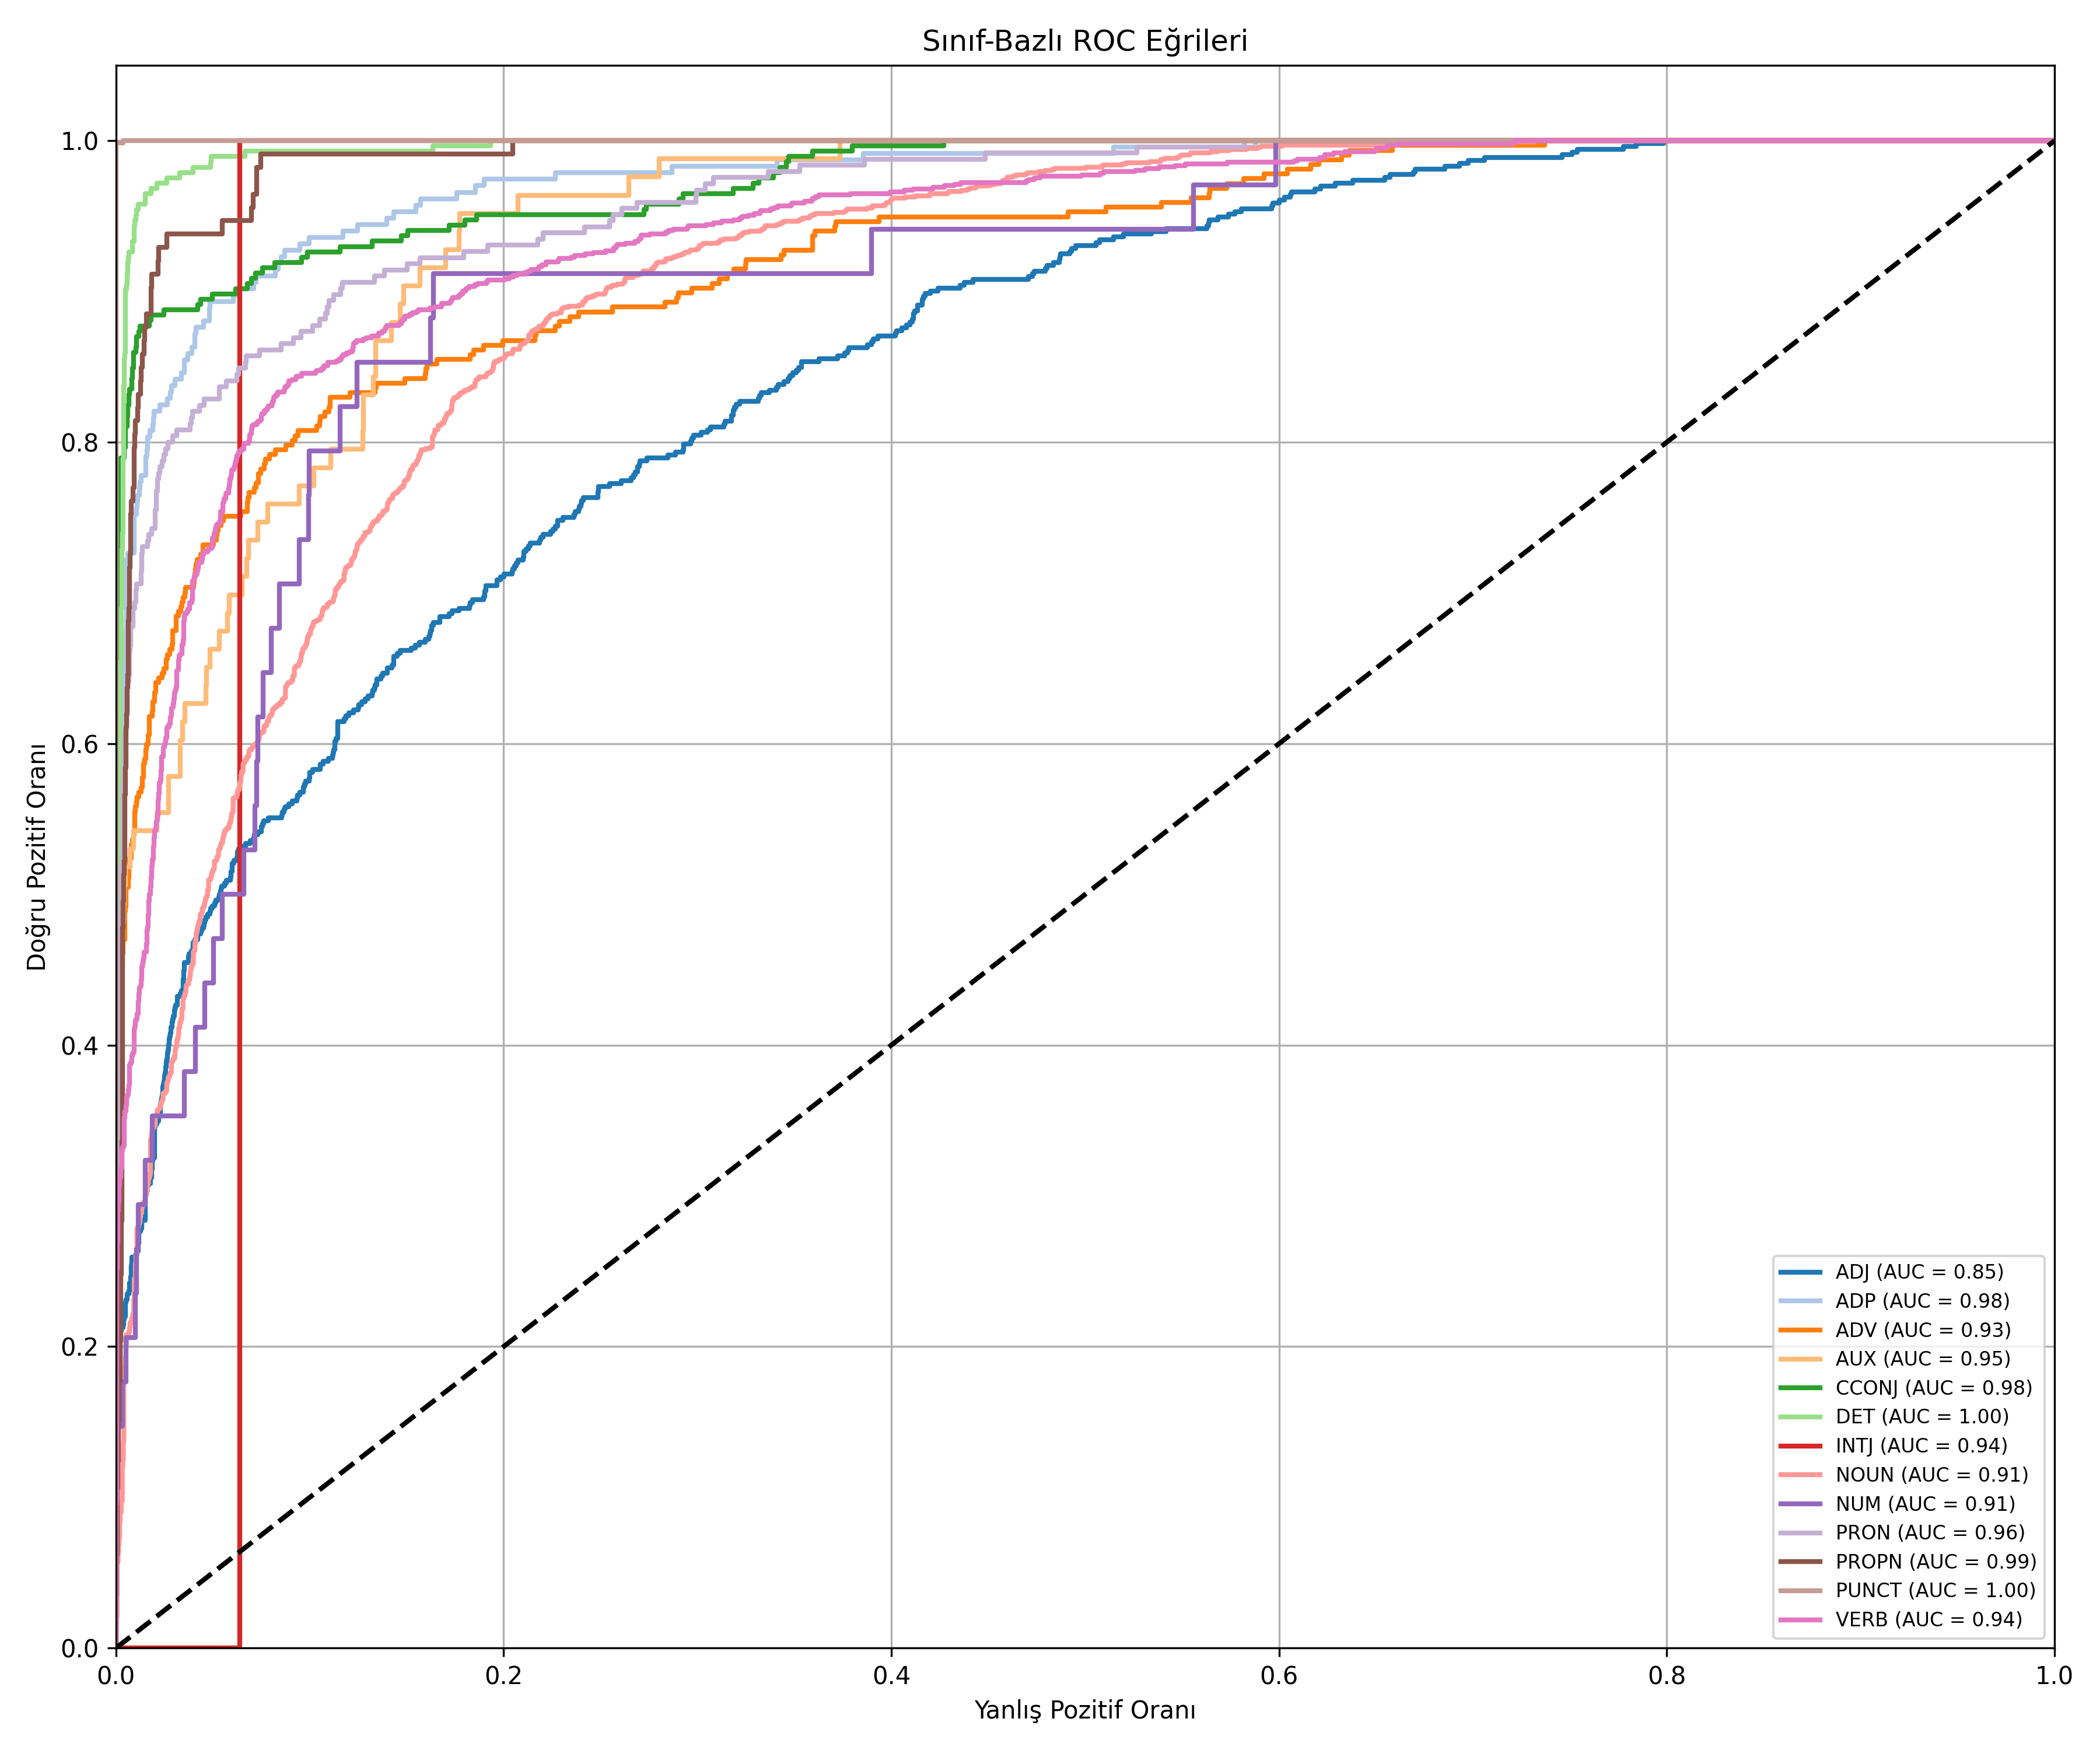 Sınıf-Bazlı ROC Eğrileri
1.0
0.8
0.6
0.4
0.2
0.0
Doğru Pozitif Oranı
0.0 0.2 0.4 0.6 0.8 1.0
Yanlış Pozitif Oranı
ADJ (AUC = 0.85)
ADP (AUC = 0.98)
ADV (AUC = 0.93)
AUX (AUC = 0.95)
CCONJ (AUC = 0.98)
DET (AUC = 1.00)
INTJ (AUC = 0.94)
NOUN (AUC = 0.91)
NUM (AUC = 0.91)
PRON (AUC = 0.96)
PROPN (AUC = 0.99)
PUNCT (AUC = 1.00)
VERB (AUC = 0.94)